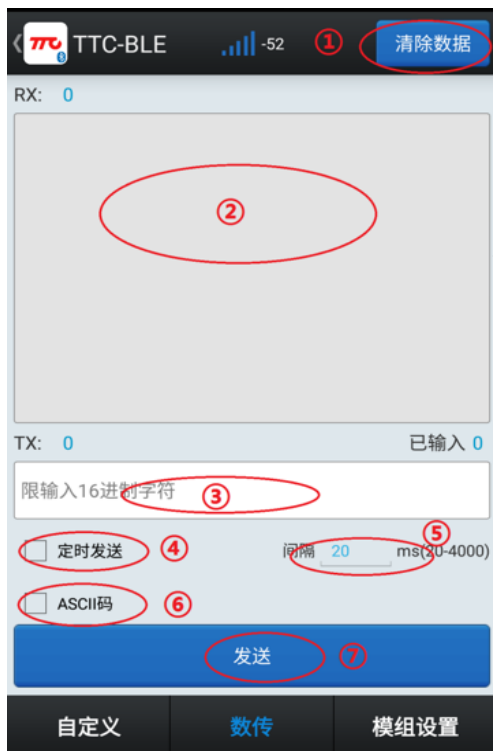 TTC TTC-BLE -52 ① 清除数据
RX: 0
②
TX: 0 已输入 0
限输入16进制字符 ③
定时发送 ④ 间隔 20 ms(20-4000) ⑤
ASCII码 ⑥
发送 ⑦
自定义 数传 模组设置